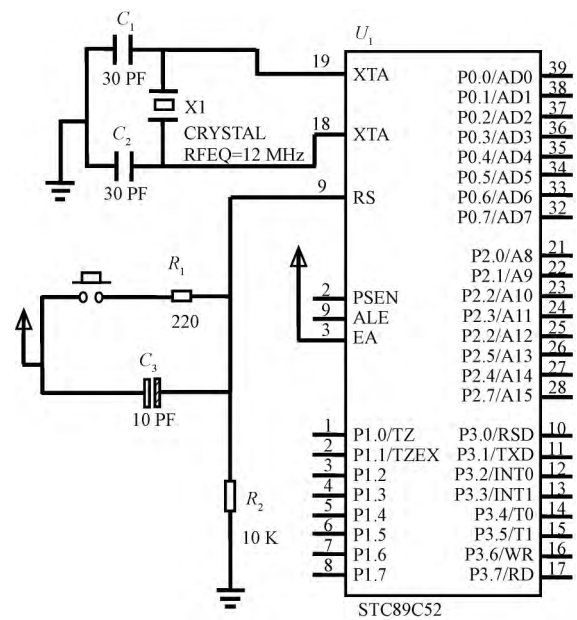 C1
30 PF
X1
CRYSTAL
RFEQ=12 MHz
C2
30 PF
R1
220
C3
10 PF
R2
10 K
U1
19 XTA
18 XTA
9 RS
2 PSEN
9 ALE
3 EA
1 P1.0/TZ
2 P1.1/TZEX
3 P1.2
4 P1.3
5 P1.4
6 P1.5
7 P1.6
8 P1.7
P0.0/AD0 39
P0.1/AD1 38
P0.2/AD2 37
P0.3/AD3 36
P0.4/AD4 35
P0.5/AD5 34
P0.6/AD6 33
P0.7/AD7 32
P2.0/A8 21
P2.1/A9 22
P2.2/A10 23
P2.3/A11 24
P2.2/A12 25
P2.5/A13 26
P2.4/A14 27
P2.7/A15 28
P3.0/RSD 10
P3.1/TXD 11
P3.2/INT0 12
P3.3/INT1 13
P3.4/T0 14
P3.5/T1 15
P3.6/WR 16
P3.7/RD 17
STC89C52